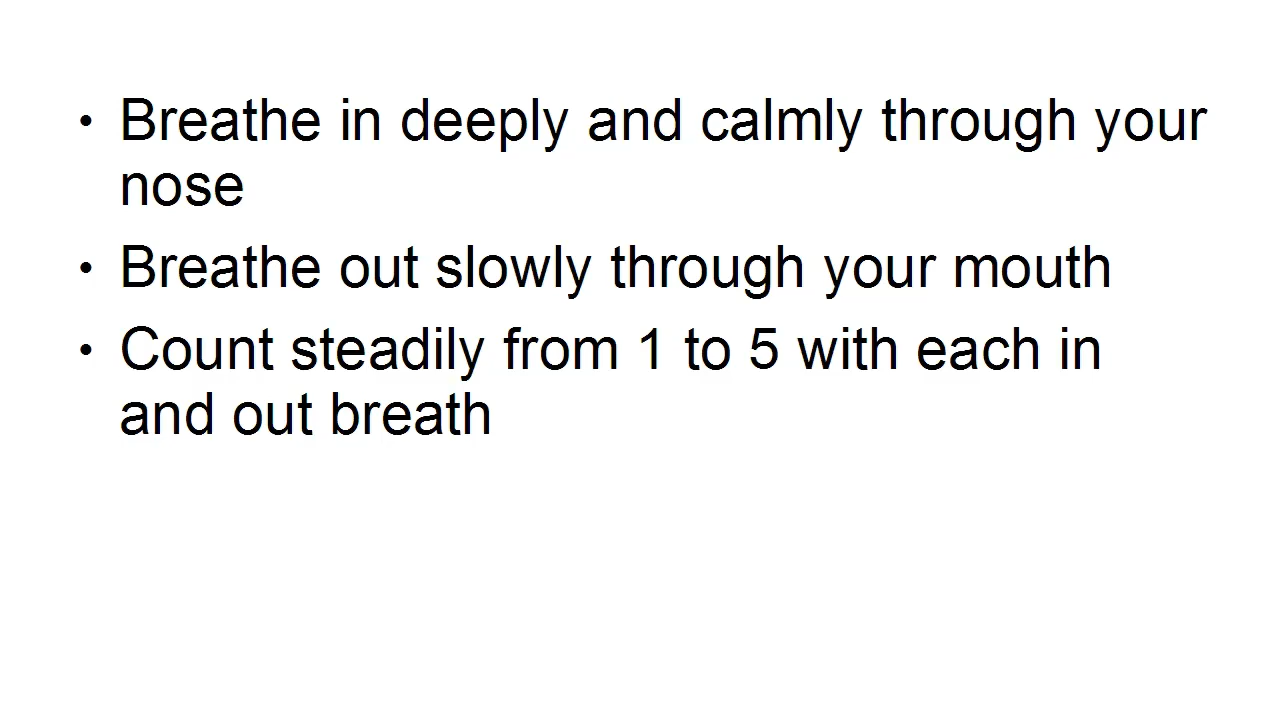 • Breathe in deeply and calmly through your
nose
• Breathe out slowly through your mouth
• Count steadily from 1 to 5 with each in
and out breath